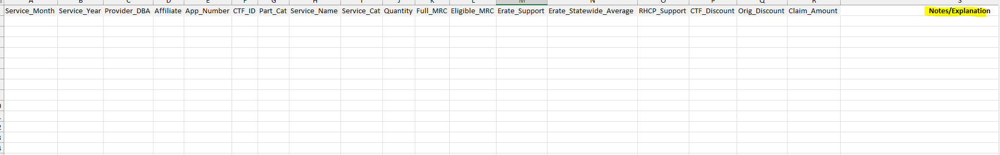 A B C D E F G H I J K L M N O P Q R S
Service_Month Service_Year Provider_DBA Affiliate App_Number CTF_ID Part_Cat Service_Name Service_Cat Quantity Full_MRC Eligible_MRC Erate_Support Erate_Statewide_Average RHCP_Support CTF_Discount Orig_Discount Claim_Amount Notes/Explanation